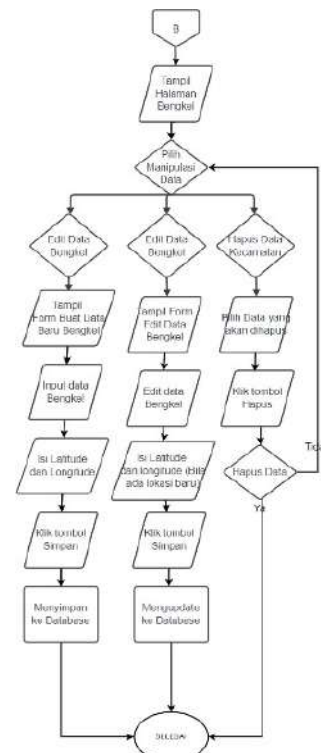 B
Tampil
Halaman
Bengkel
Pilih
Manipulasi
Data
Edit Data
Bengkel
Edit Data
Bengkel
Hapus Data
Kecamatan
Tampil
Form Buat Data
Baru Bengkel
Tampil Form
Edit Data
Bengkel
Pilih Data yang
akan dihapus
Input data
Bengkel
Edit data
Bengkel
Klik tombol
Hapus
Isi Latitude
dan Longitude
Isi Latitude
dan longitude (Bila
ada lokasi baru)
Hapus Data
Tida
Ya
Klik tombol
Simpan
Klik tombol
Simpan
Menyimpan
ke Database
Mengupdate
ke Database